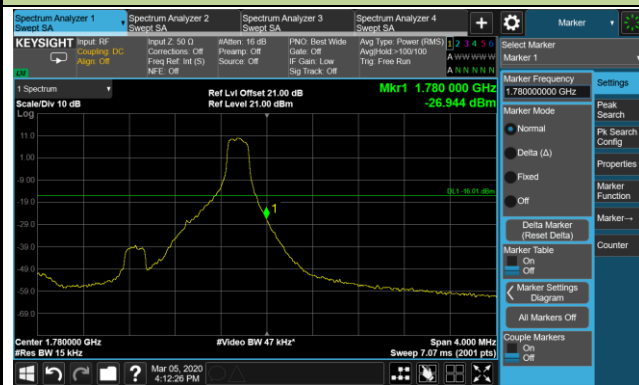 Spectrum Analyzer 1
Swept SA
Spectrum Analyzer 2
Swept SA
Spectrum Analyzer 3
Swept SA
Spectrum Analyzer 4
Swept SA
+
Marker
KEYSIGHT
Input: RF
Coupling: DC
Align: Off
Input Z: 50 Ω
Corrections: Off
Freq Ref: Int (S)
NFE: Off
#Atten: 16 dB
Preamp: Off
Source: Off
PNO: Best Wide
Gate: Off
IF Gain: Low
Sig Track: Off
Avg Type: Power (RMS)
Avg|Hold:>100/100
Trig: Free Run
1 2 3 4 5 6
A W W W W W
A N N N N N
LXI
Select Marker
Marker 1
1 Spectrum
Scale/Div 10 dB
Log
Ref Lvl Offset 21.00 dB
Ref Level 21.00 dBm
Mkr1 1.780 000 GHz
-26.944 dBm
11.0
1.00
-9.00
-19.0
-29.0
-39.0
-49.0
-59.0
-69.0
DL1 -16.01 dBm
1
Center 1.780000 GHz
#Res BW 15 kHz
#Video BW 47 kHz*
Span 4.000 MHz
Sweep 7.07 ms (2001 pts)
Marker Frequency
1.780000000 GHz
Marker Mode
Normal
Delta (Δ)
Fixed
Off
Delta Marker
(Reset Delta)
Marker Table
On
Off
Marker Settings
Diagram
All Markers Off
Couple Markers
On
Off
Settings
Peak
Search
Pk Search
Config
Properties
Marker
Function
Marker→
Counter
?
Mar 05, 2020
4:12:26 PM